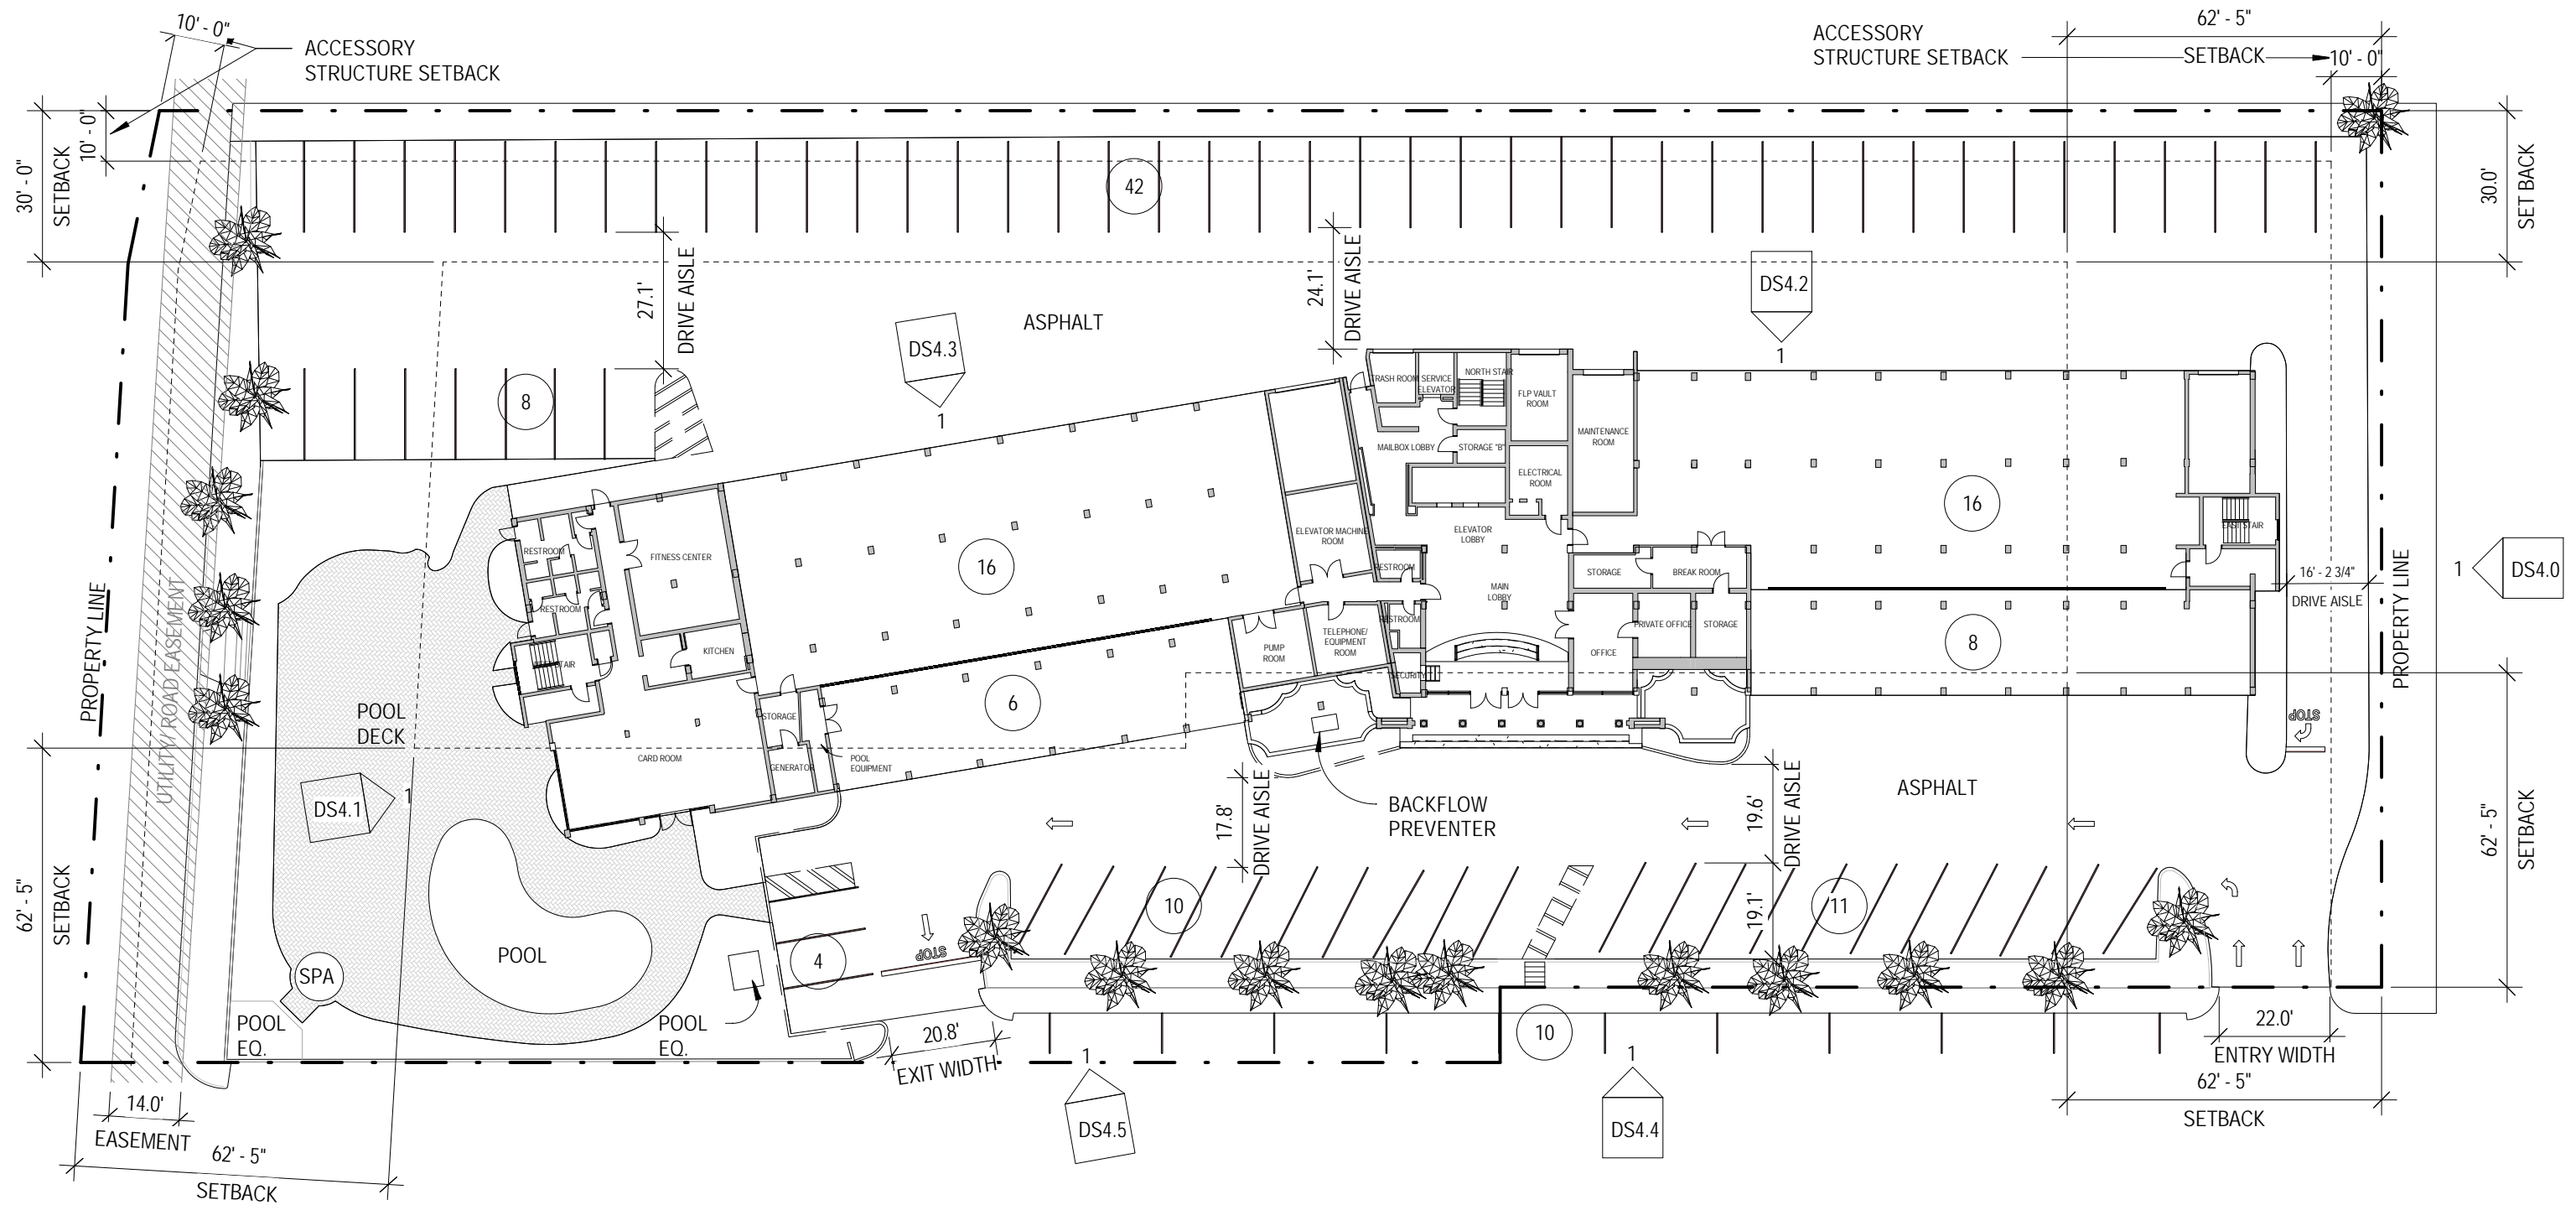 10' - 0"
ACCESSORY
STRUCTURE SETBACK
ACCESSORY
STRUCTURE SETBACK
62' - 5"
SETBACK
10' - 0"
30' - 0"
SETBACK
10' - 0"
30.0'
SET BACK
42
27.1'
DRIVE AISLE
24.1'
DRIVE AISLE
ASPHALT
DS4.3
1
DS4.2
1
8
TRASH ROOM
SERVICE
ELEVATOR
NORTH STAIR
FLP VAULT
ROOM
MAINTENANCE
ROOM
MAILBOX LOBBY
STORAGE "B"
ELECTRICAL
ROOM
16
EAST STAIR
ELEVATOR MACHINE
ROOM
ELEVATOR
LOBBY
RESTROOM
FITNESS CENTER
16
RESTROOM
STORAGE
BREAK ROOM
16' - 2 3/4"
DRIVE AISLE
PROPERTY LINE
1
DS4.0
MAIN
LOBBY
RESTROOM
RESTROOM
PRIVATE OFFICE
STORAGE
8
TELEPHONE/
EQUIPMENT
ROOM
PUMP
ROOM
OFFICE
SECURITY
KITCHEN
STAIR
PROPERTY LINE
UTILITY/ ROAD EASEMENT
6
STORAGE
POOL
DECK
CARD ROOM
GENERATOR
POOL
EQUIPMENT
STOP
DS4.1
1
17.8'
DRIVE AISLE
BACKFLOW
PREVENTER
19.6'
DRIVE AISLE
ASPHALT
62' - 5"
SETBACK
62' - 5"
SETBACK
10
19.1'
11
POOL
4
STOP
SPA
POOL
EQ.
POOL
EQ.
20.8'
EXIT WIDTH
10
22.0'
ENTRY WIDTH
1
1
62' - 5"
SETBACK
14.0'
EASEMENT
DS4.5
DS4.4
62' - 5"
SETBACK